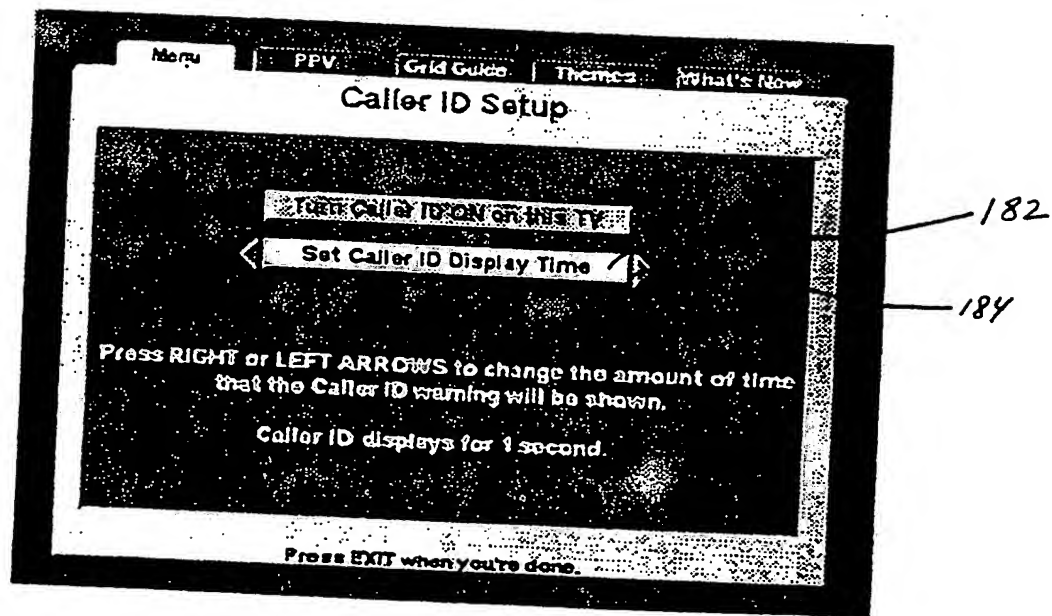 Menu PPV Grid Guide Themes What's New
Caller ID Setup
Turn Caller ID ON on this TV
Set Caller ID Display Time
182
184
Press RIGHT or LEFT ARROWS to change the amount of time
that the Caller ID warning will be shown.
Caller ID displays for 1 second.
Press EXIT when you're done.